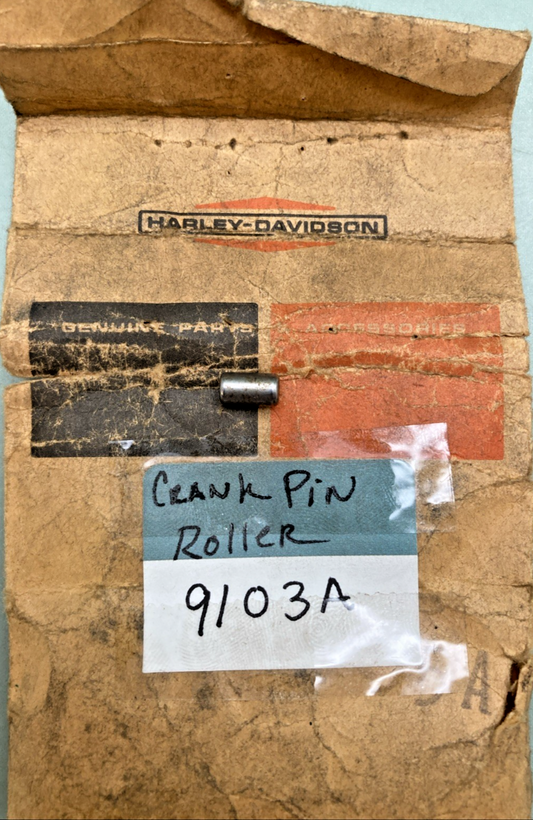 HARLEY-DAVIDSON
GENUINE PARTS
ACCESSORIES
CRANK PIN
ROLLER
9103A
A